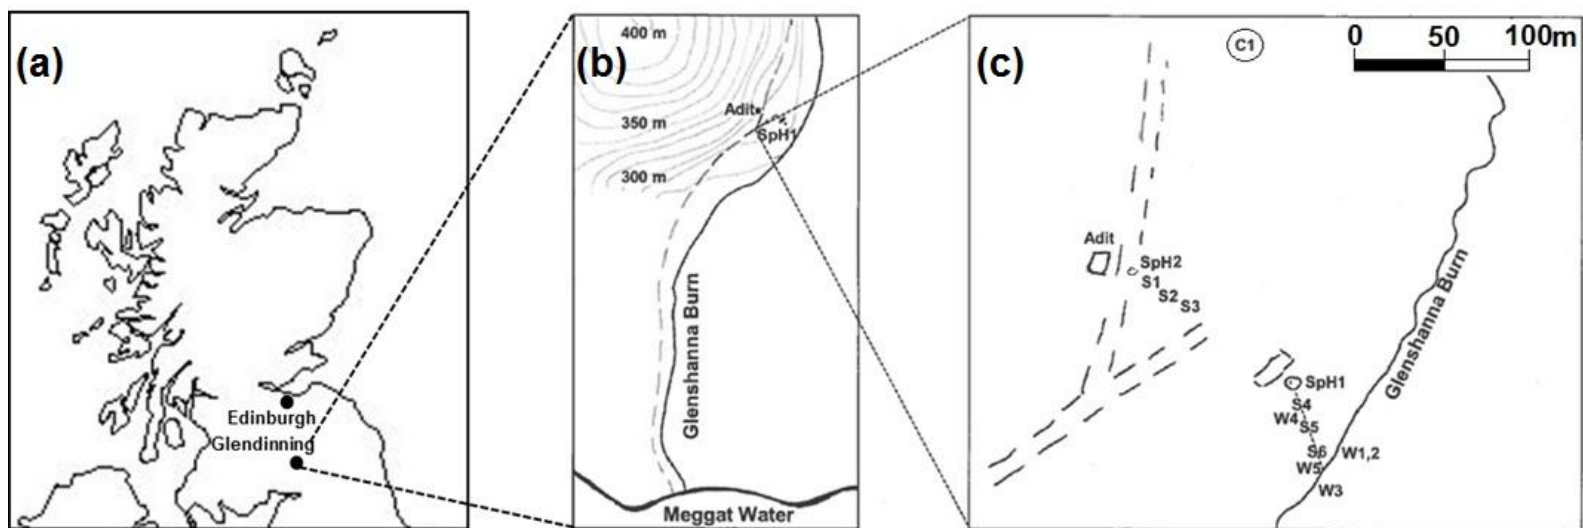 (a)
Edinburgh
Glendinning
(b)
400 m
350 m
300 m
Adit
SpH1
Glenshanna Burn
Meggat Water
(c)
C1
0 50 100m
Adit
SpH2
S1
S2
S3
SpH1
S4
W4
S5
S6
W5
W1,2
W3
Glenshanna Burn